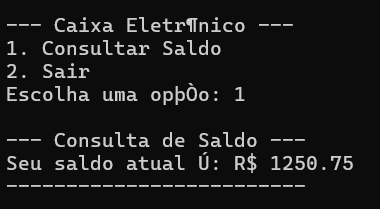 --- Caixa Eletr¶nico ---
1. Consultar Saldo
2. Sair
Escolha uma opþÒo: 1

--- Consulta de Saldo ---
Seu saldo atual Ú: R$ 1250.75
-------------------------